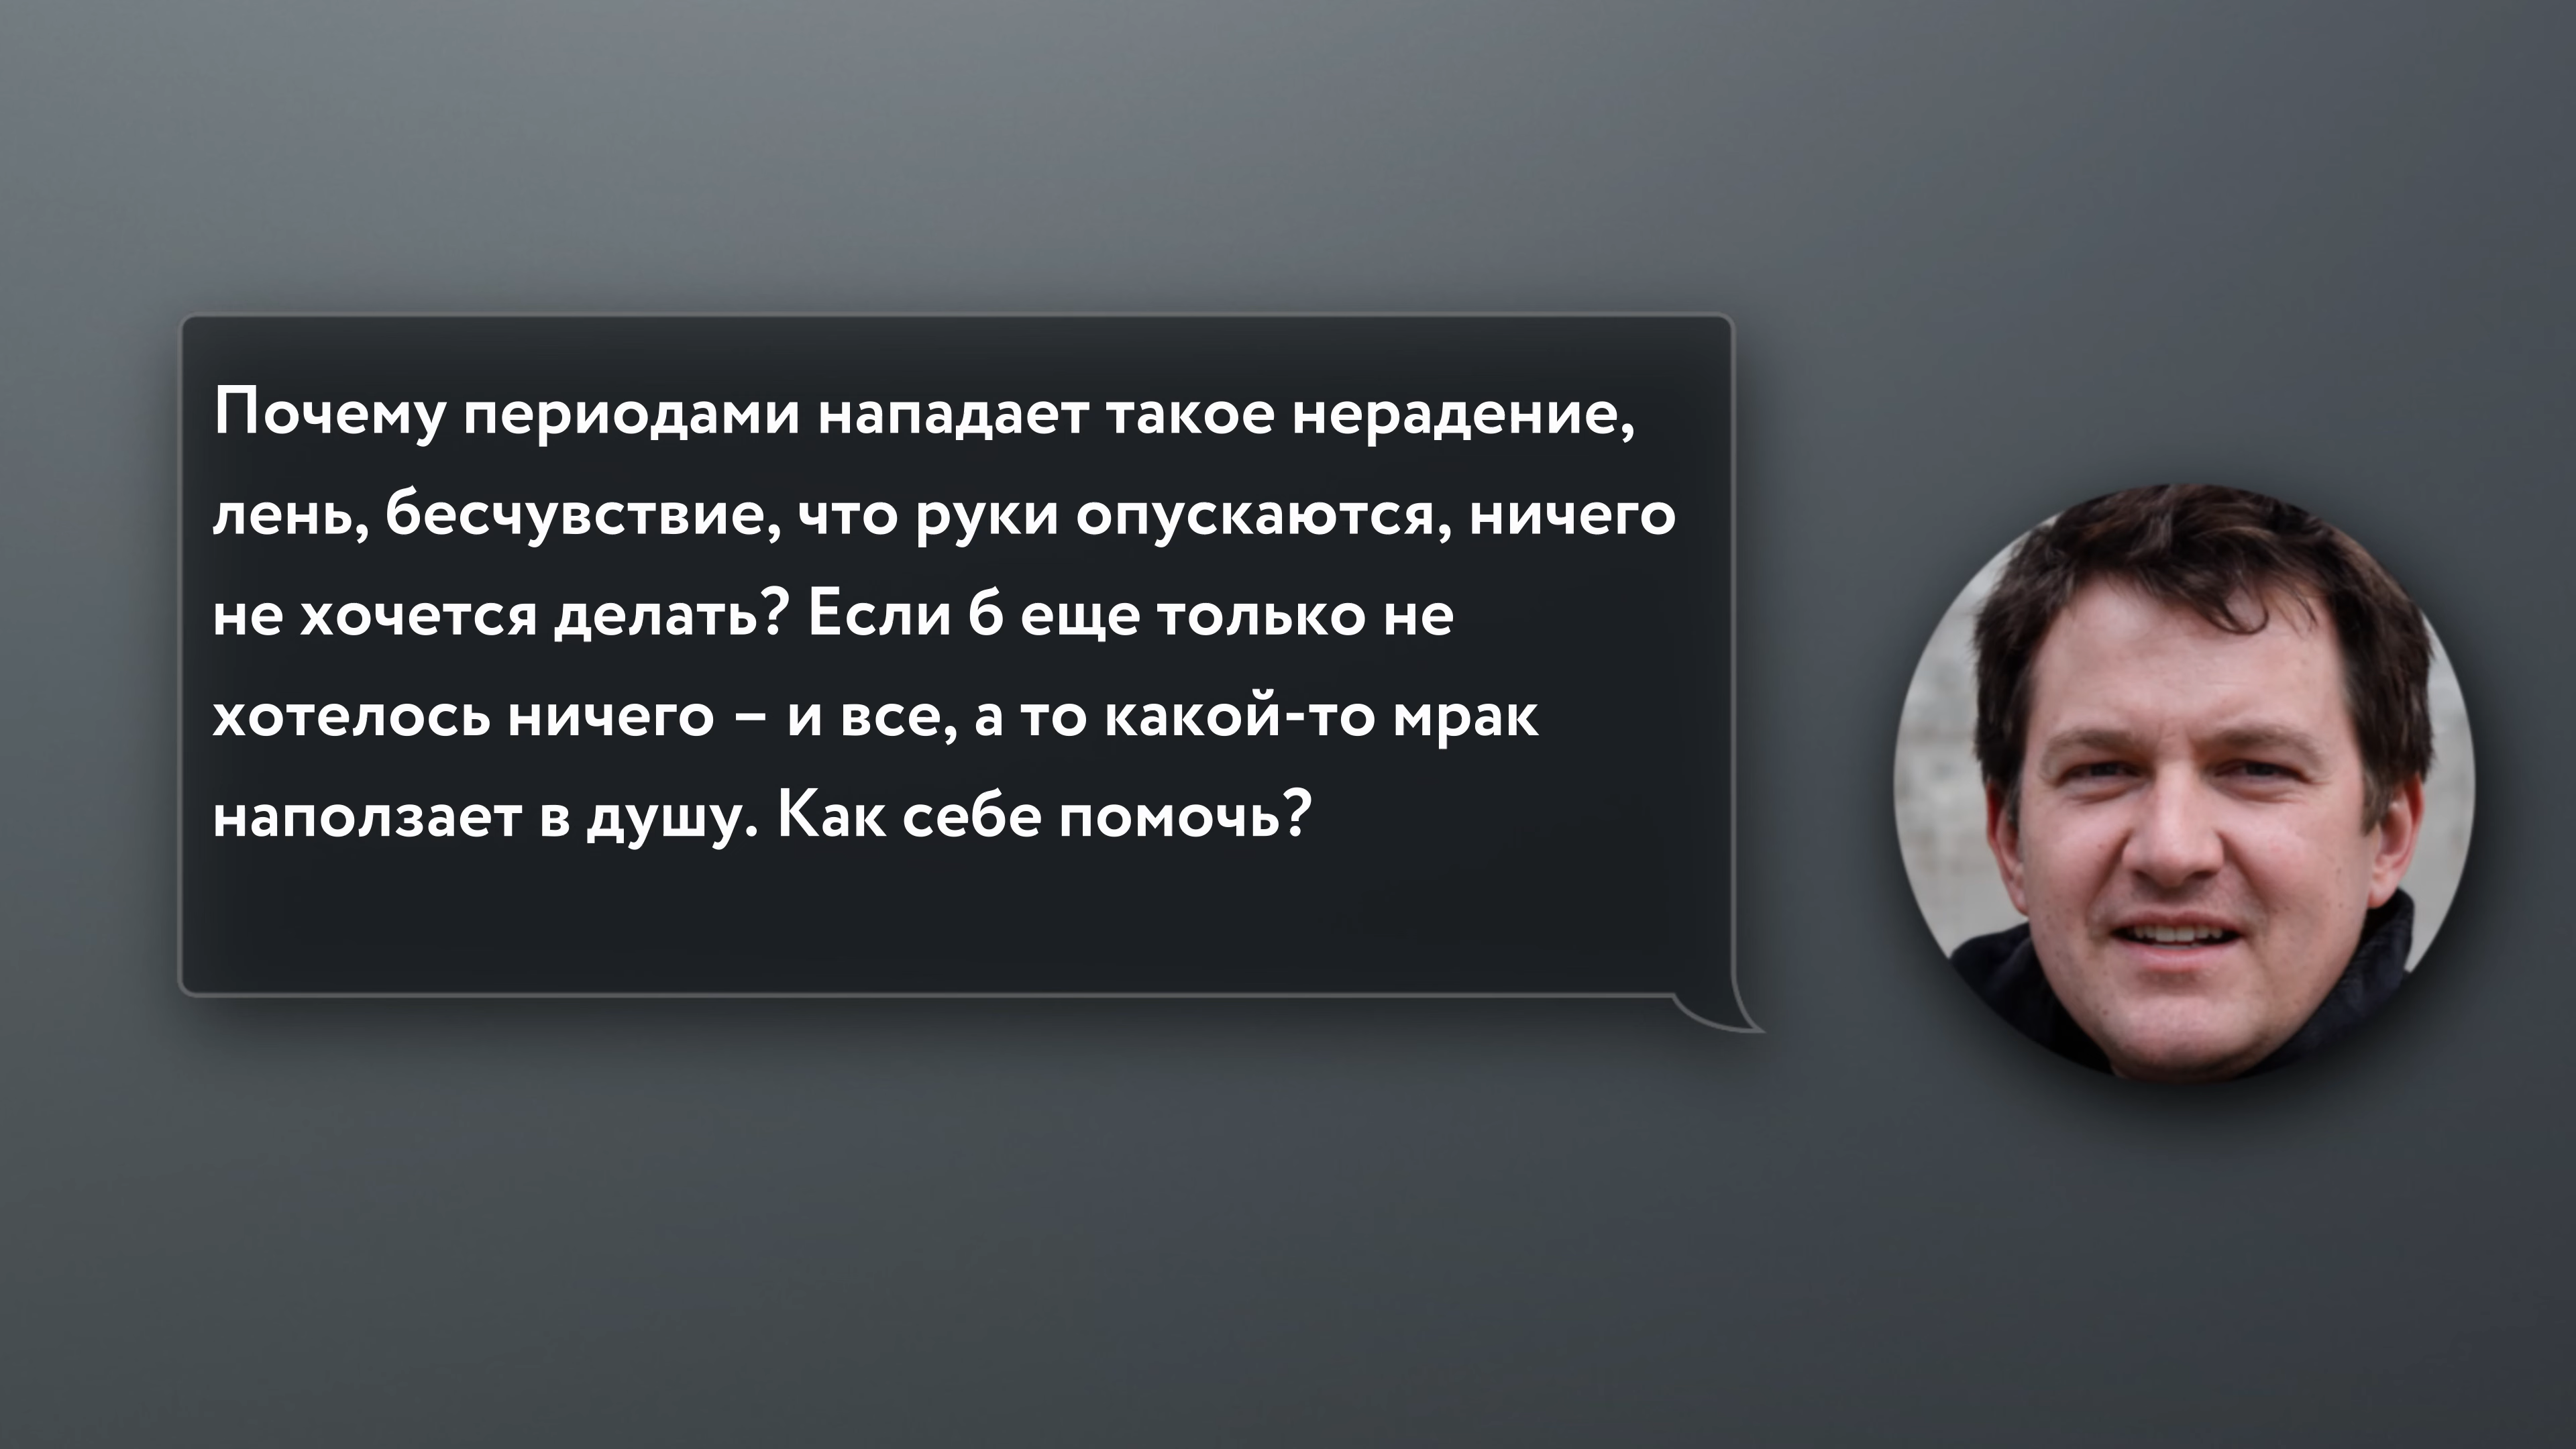 Почему периодами нападает такое нерадение,
лень, бесчувствие, что руки опускаются, ничего
не хочется делать? Если б еще только не
хотелось ничего – и все, а то какой-то мрак
наползает в душу. Как себе помочь?